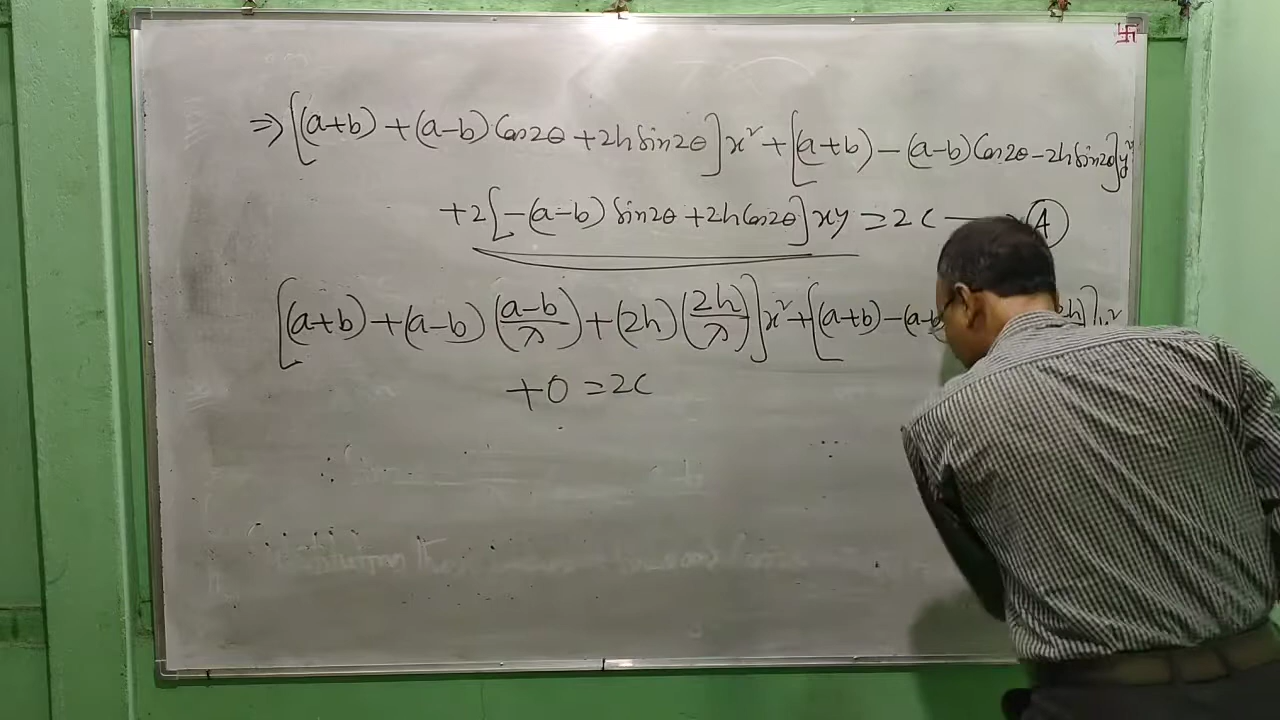 ⇒ [(a+b) + (a-b) Cos2θ + 2h Sin2θ] x² + [(a+b) - (a-b) Cos2θ - 2h Sin2θ] y²
+ 2[-(a-b) Sin2θ + 2h Cos2θ] xy = 2c — A
[(a+b) + (a-b) (a-b/λ) + (2h) (2h/λ)] x² + [(a+b) - (a-b
+ 0 = 2c